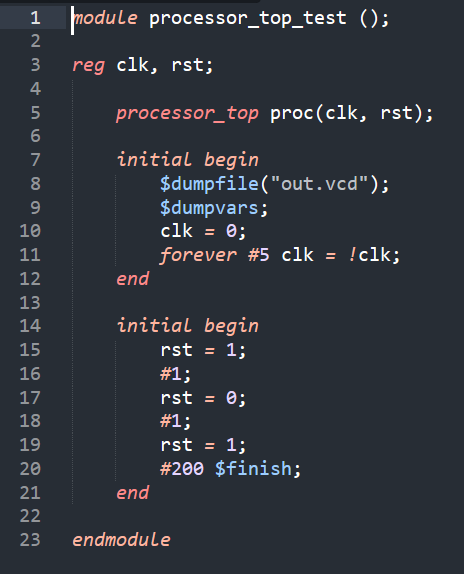 1 module processor_top_test ();
2
3 reg clk, rst;
4
5 processor_top proc(clk, rst);
6
7 initial begin
8 $dumpfile("out.vcd");
9 $dumpvars;
10 clk = 0;
11 forever #5 clk = !clk;
12 end
13
14 initial begin
15 rst = 1;
16 #1;
17 rst = 0;
18 #1;
19 rst = 1;
20 #200 $finish;
21 end
22
23 endmodule